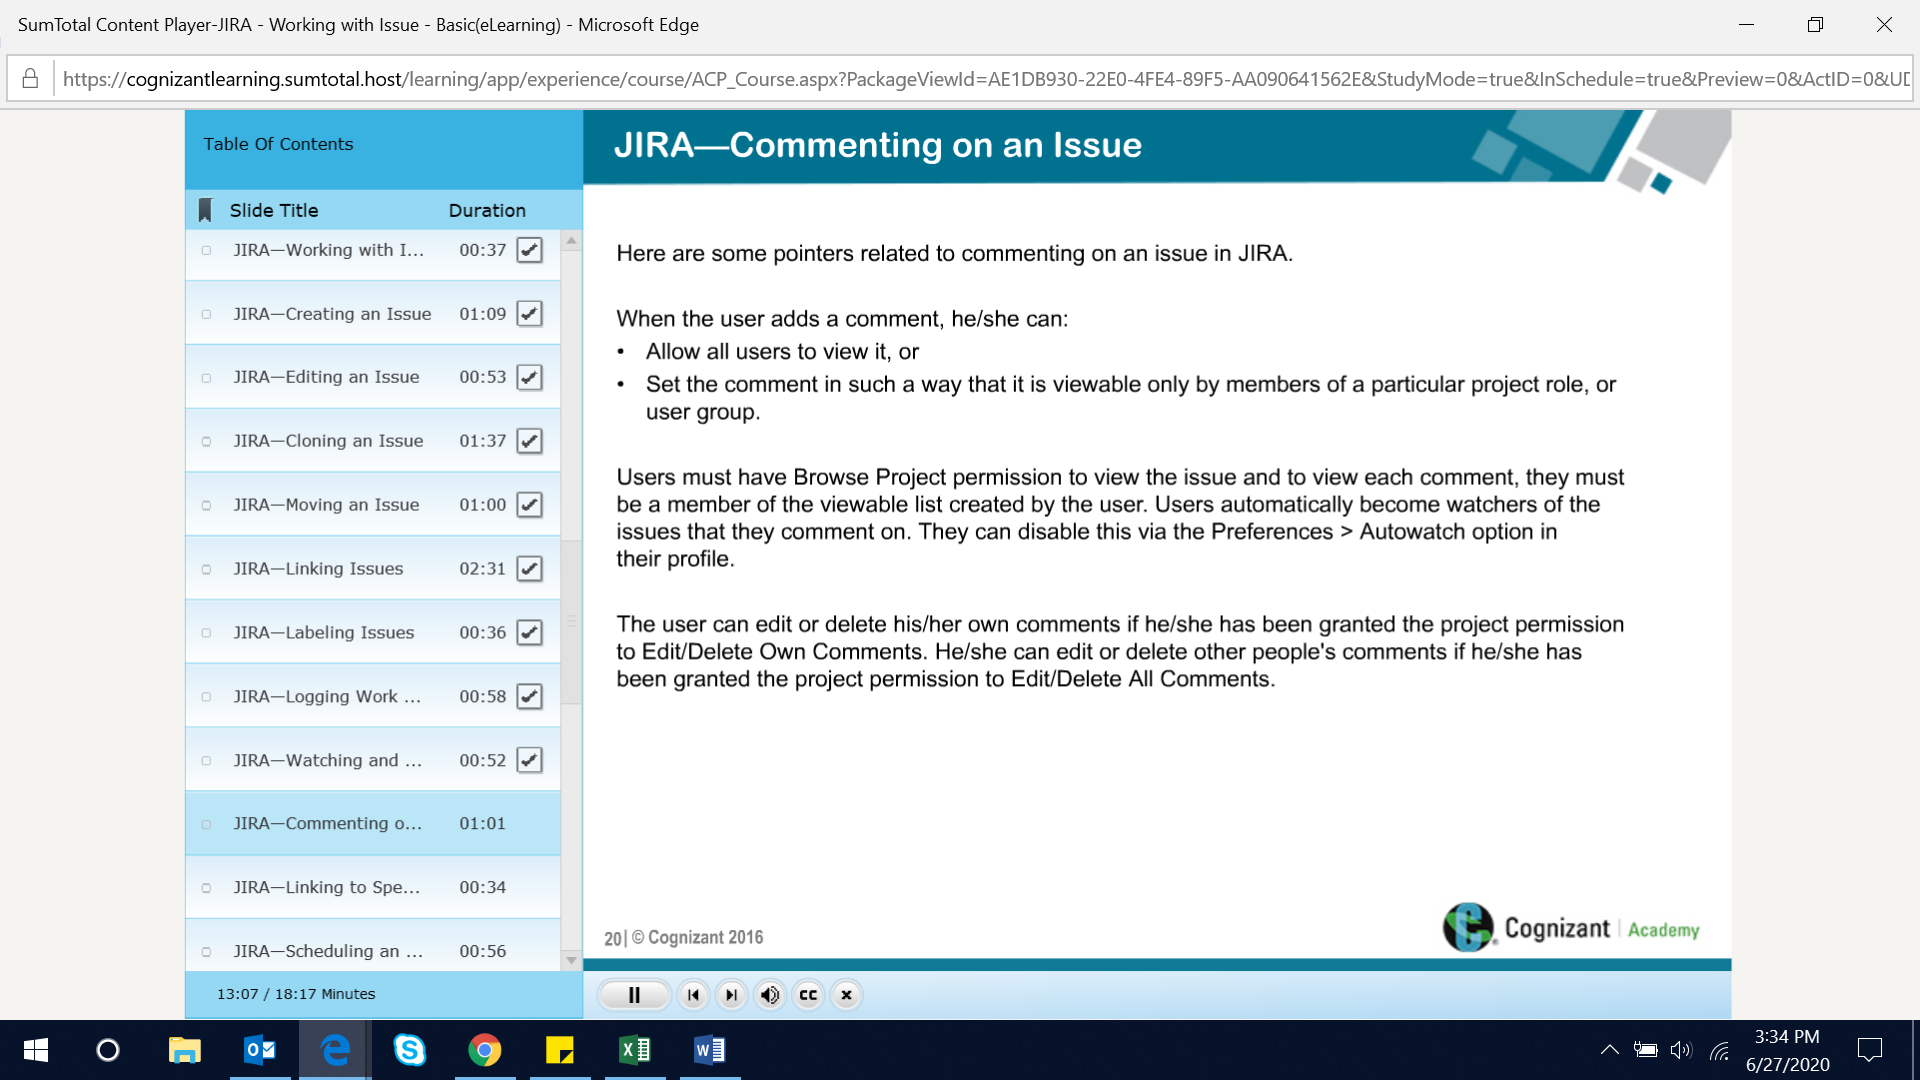 SumTotal Content Player-JIRA - Working with Issue - Basic(eLearning) - Microsoft Edge
https://cognizantlearning.sumtotal.host/learning/app/experience/course/ACP_Course.aspx?PackageViewId=AE1DB930-22E0-4FE4-89F5-AA090641562E&StudyMode=true&InSchedule=true&Preview=0&ActID=0&UD
Table Of Contents
Slide Title Duration
JIRA—Working with I... 00:37
JIRA—Creating an Issue 01:09
JIRA—Editing an Issue 00:53
JIRA—Cloning an Issue 01:37
JIRA—Moving an Issue 01:00
JIRA—Linking Issues 02:31
JIRA—Labeling Issues 00:36
JIRA—Logging Work ... 00:58
JIRA—Watching and ... 00:52
JIRA—Commenting o... 01:01
JIRA—Linking to Spe... 00:34
JIRA—Scheduling an ... 00:56
13:07 / 18:17 Minutes
JIRA—Commenting on an Issue
Here are some pointers related to commenting on an issue in JIRA.
When the user adds a comment, he/she can:
• Allow all users to view it, or
• Set the comment in such a way that it is viewable only by members of a particular project role, or
user group.
Users must have Browse Project permission to view the issue and to view each comment, they must
be a member of the viewable list created by the user. Users automatically become watchers of the
issues that they comment on. They can disable this via the Preferences > Autowatch option in
their profile.
The user can edit or delete his/her own comments if he/she has been granted the project permission
to Edit/Delete Own Comments. He/she can edit or delete other people's comments if he/she has
been granted the project permission to Edit/Delete All Comments.
20| © Cognizant 2016
Cognizant | Academy
CC
3:34 PM
6/27/2020